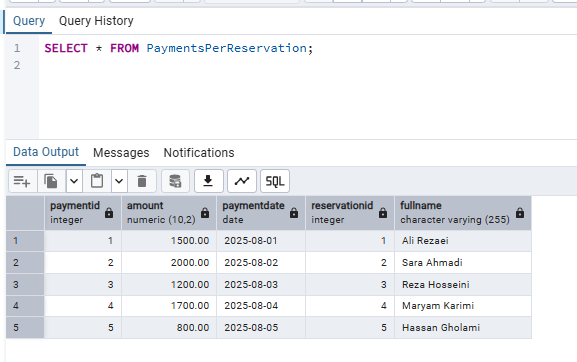 Query Query History
1 SELECT * FROM PaymentsPerReservation;
2
Data Output Messages Notifications
SQL
paymentid amount paymentdate reservationid fullname
integer numeric (10,2) date integer character varying (255)
1 1 1500.00 2025-08-01 1 Ali Rezaei
2 2 2000.00 2025-08-02 2 Sara Ahmadi
3 3 1200.00 2025-08-03 3 Reza Hosseini
4 4 1700.00 2025-08-04 4 Maryam Karimi
5 5 800.00 2025-08-05 5 Hassan Gholami